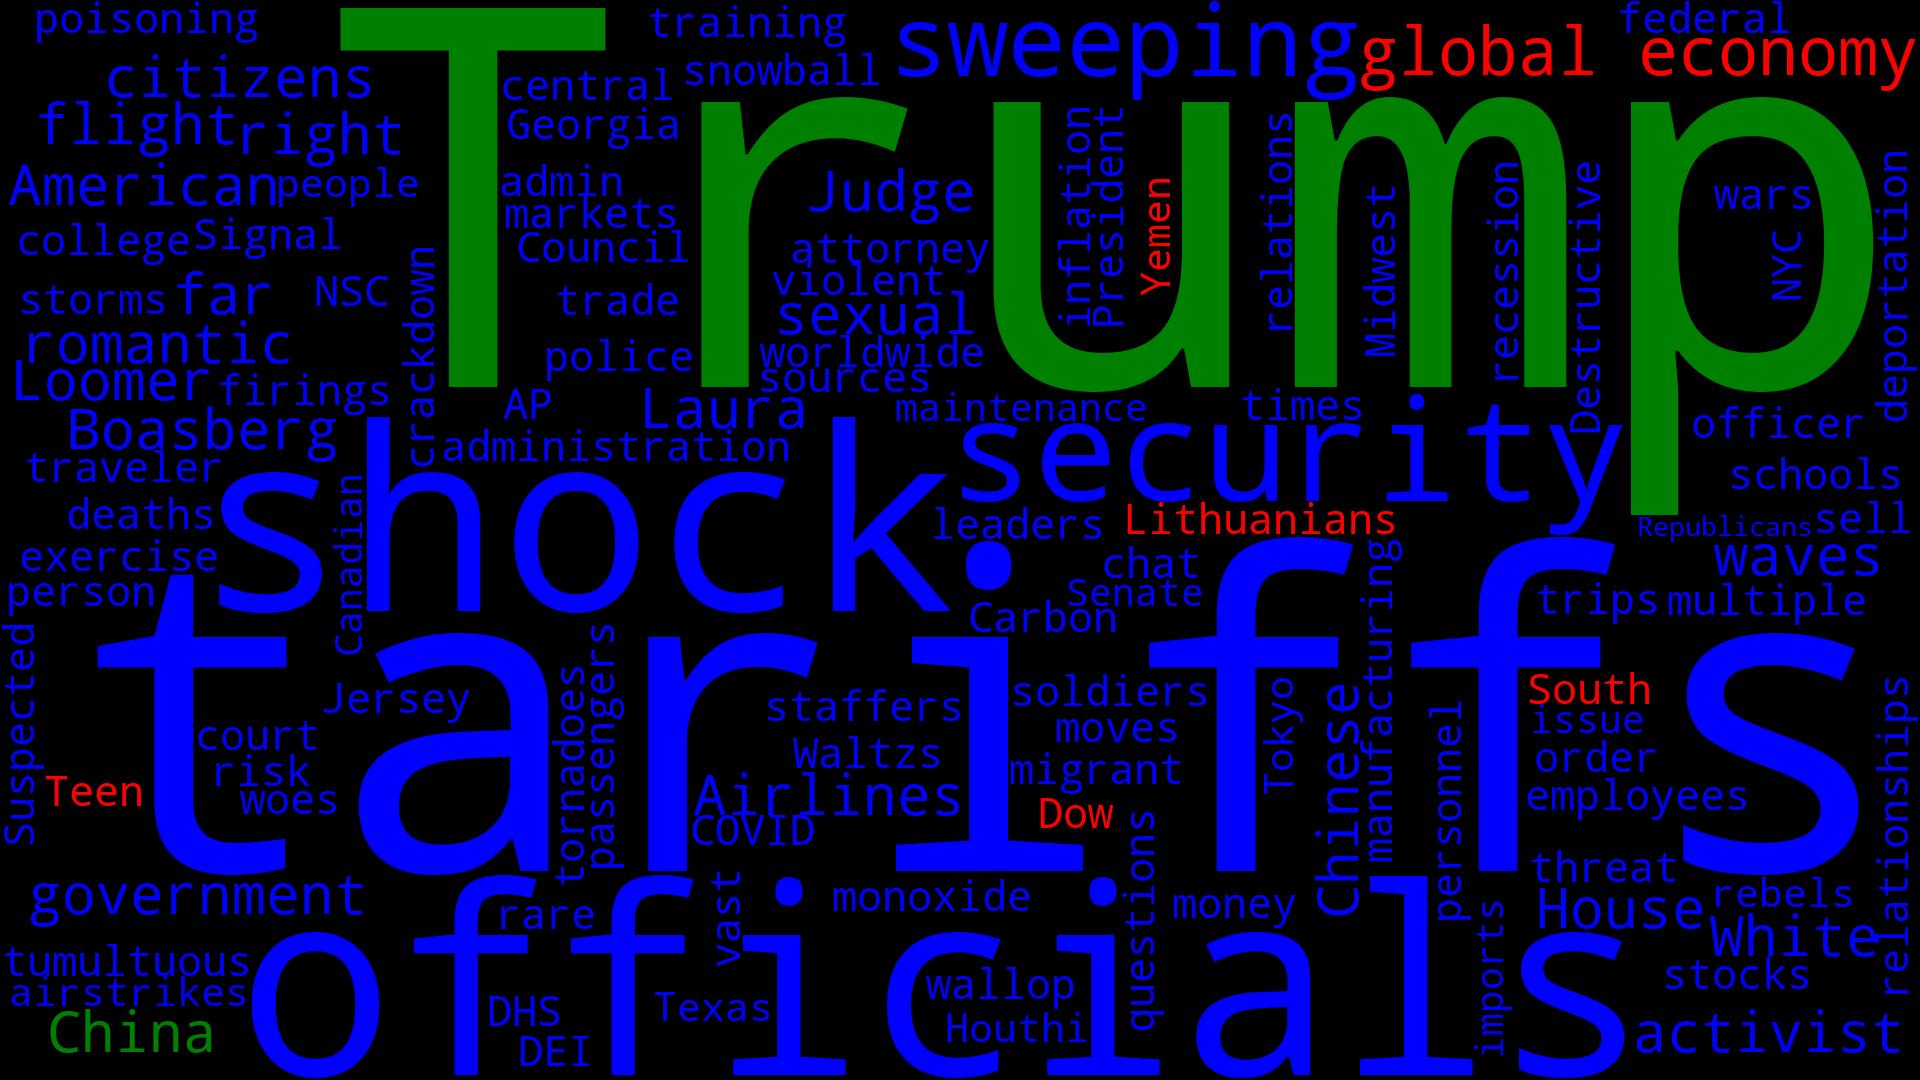 poisoning
training
sweeping
federal
Trump
citizens
central
snowball
global economy
flight
right
Georgia
American
people
admin
markets
Judge
inflation
President
Yemen
relations
Midwest
recession
Destructive
wars
NYC
deportation
college
Signal
Council
attorney
storms
far
NSC
crackdown
trade
violent
sexual
romantic
police
worldwide
Loomer
firings
sources
AP
Laura
maintenance
times
officer
Boasberg
administration
security
traveler
schools
shock
deaths
Canadian
leaders
Lithuanians
Republicans
sell
exercise
chat
waves
person
Senate
Carbon
trips
multiple
tariffs
Suspected
Jersey
tornadoes
passengers
staffers
soldiers
Tokyo
Chinese
manufacturing
personnel
South
relationships
court
Waltzs
moves
issue
risk
migrant
order
Teen
woes
Airlines
Dow
employees
COVID
questions
government
rare
vast
monoxide
money
threat
House
rebels
officials
imports
White
tumultuous
airstrikes
wallop
stocks
China
DHS
Texas
Houthi
activist
DEI